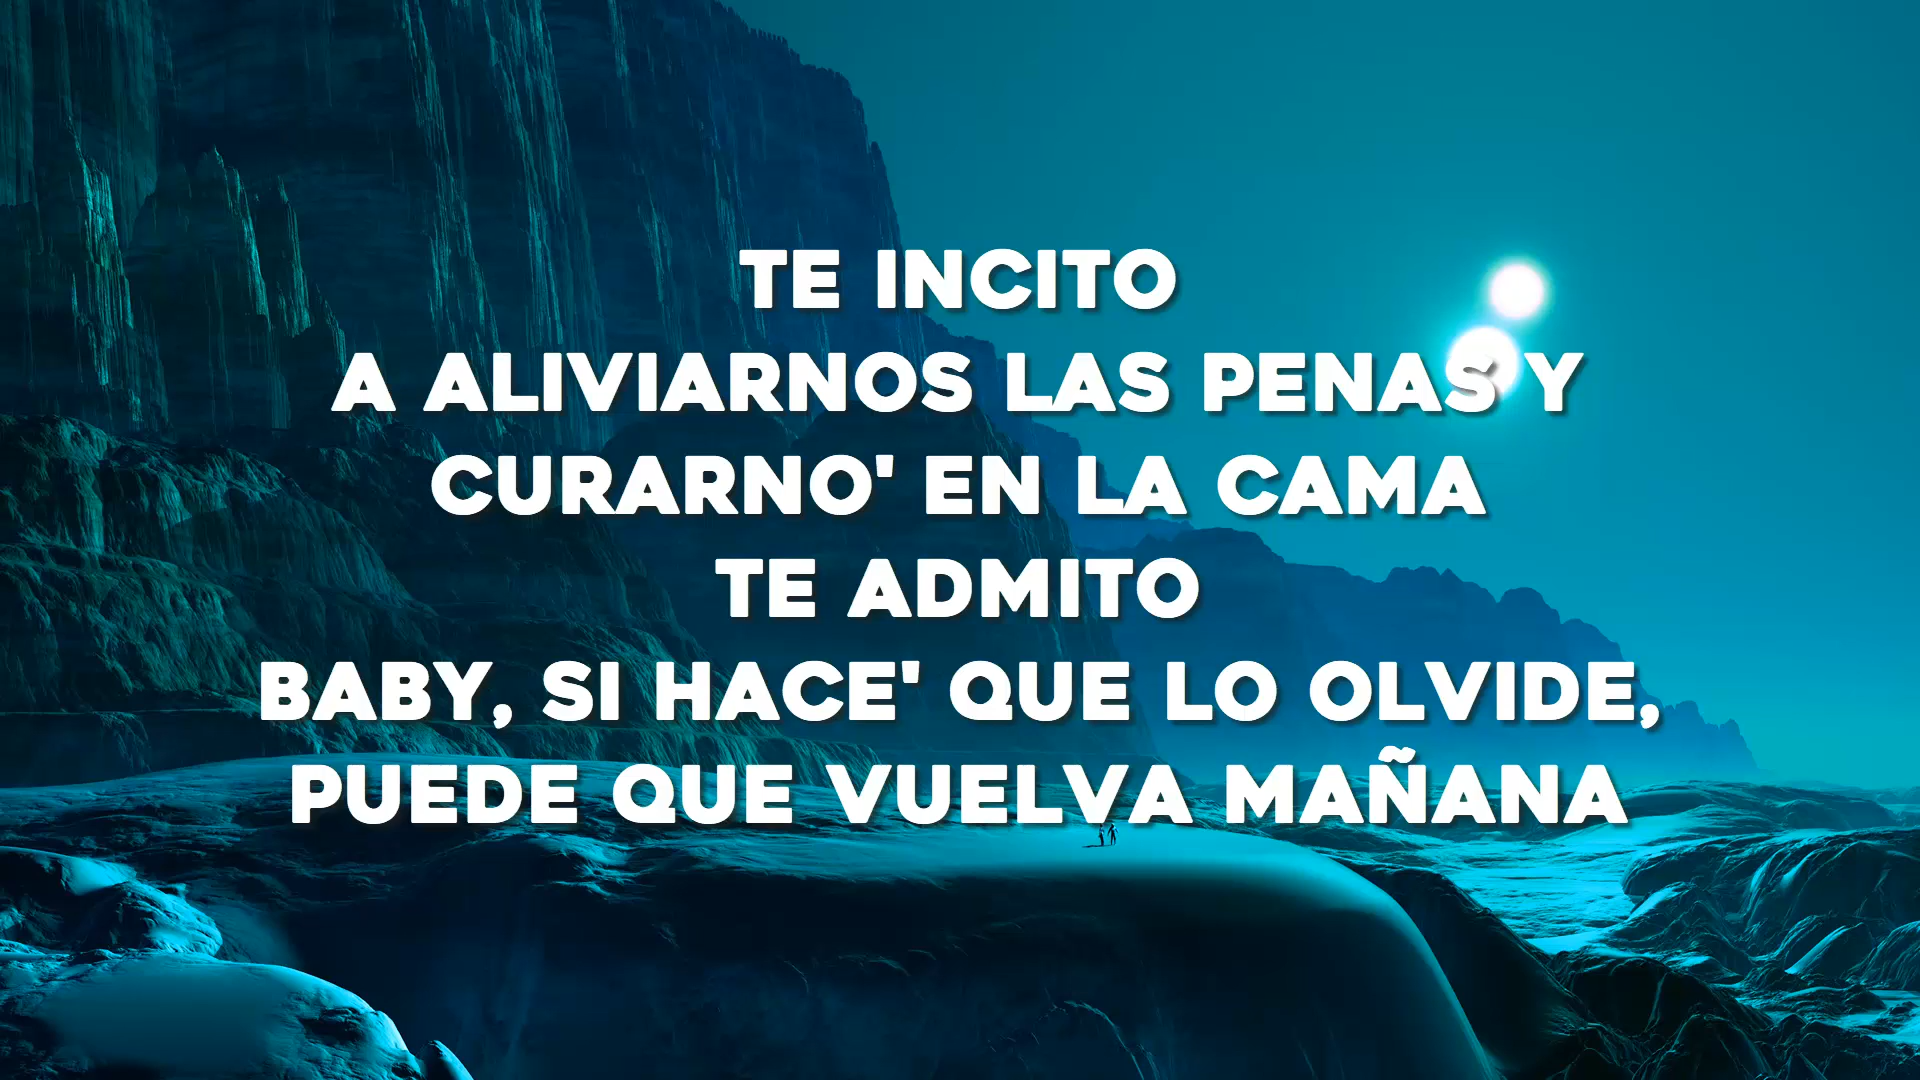 TE INCITO
A ALIVIARNOS LAS PENAS Y
CURARNO' EN LA CAMA
TE ADMITO
BABY, SI HACE' QUE LO OLVIDE,
PUEDE QUE VUELVA MAÑANA